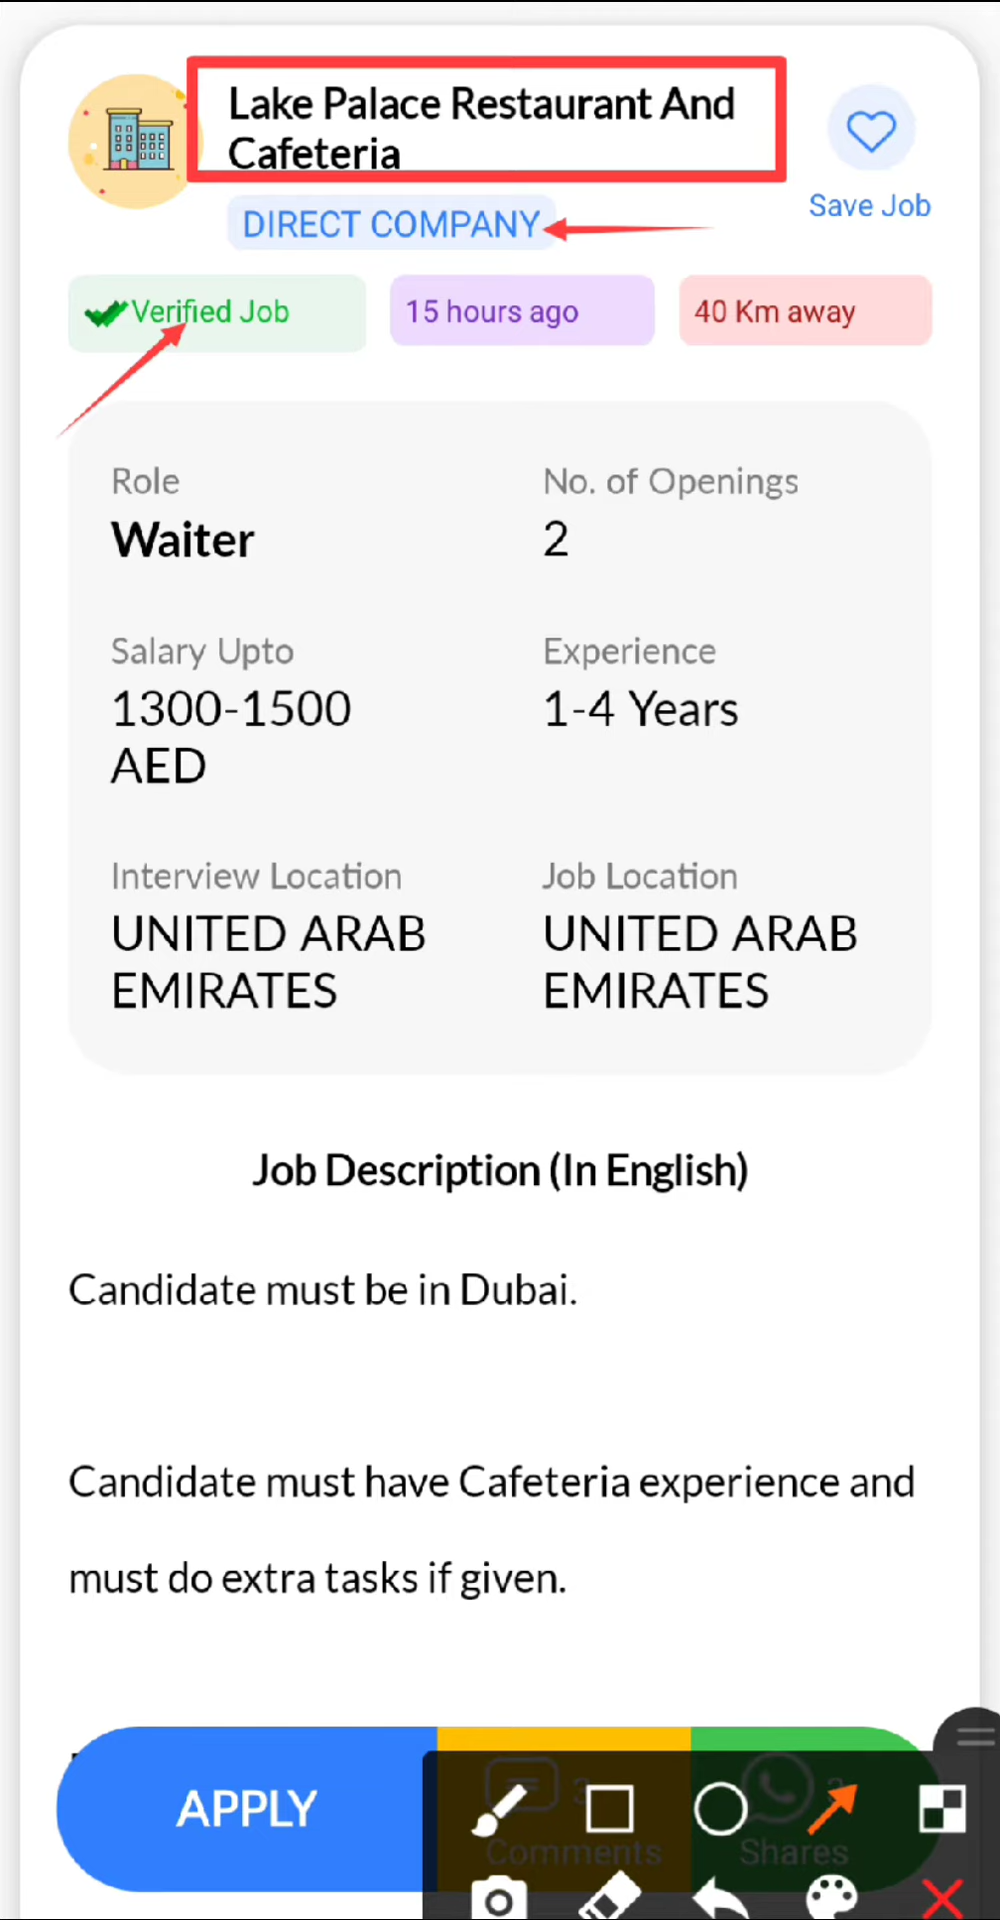 Lake Palace Restaurant And
Cafeteria
DIRECT COMPANY
Save Job
Verified Job
15 hours ago
40 Km away
Role
No. of Openings
Waiter
2
Salary Upto
Experience
1300-1500
AED
1-4 Years
Interview Location
Job Location
UNITED ARAB
EMIRATES
UNITED ARAB
EMIRATES
Job Description (In English)
Candidate must be in Dubai.
Candidate must have Cafeteria experience and
must do extra tasks if given.
APPLY
Comments
Shares